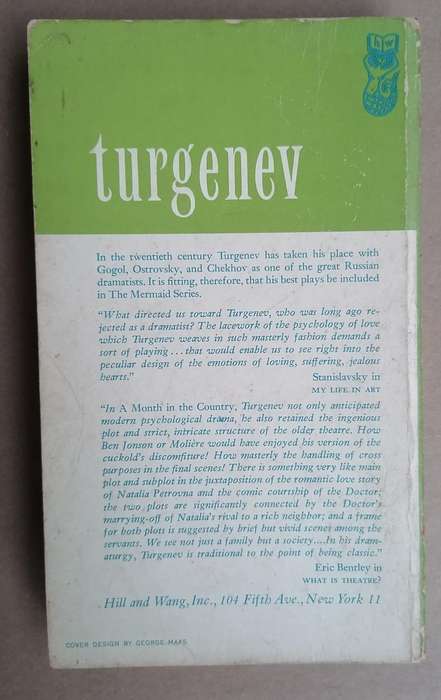 turgenev
In the twentieth century Turgenev has taken his place with
Gogol, Ostrovsky, and Chekhov as one of the great Russian
dramatists. It is fitting, therefore, that his best plays be included
in The Mermaid Series.
"What directed us toward Turgenev, who was long ago re-
jected as a dramatist? The lacework of the psychology of love
which Turgenev weaves in such masterly fashion demands a
sort of playing...that would enable us to see right into the
peculiar design of the emotions of loving, suffering, jealous
hearts."
Stanislavsky in
MY LIFE IN ART
"In A Month in the Country, Turgenev not only anticipated
modern psychological drama, he also retained the ingenious
plot and strict, intricate structure of the older theatre. How
Ben Jonson or Molière would have enjoyed his version of the
cuckold's discomfiture! How masterly the handling of cross
purposes in the final scenes! There is something very like main
plot and subplot in the juxtaposition of the romantic love story
of Natalia Petrovna and the comic courtship of the Doctor;
the two plots are significantly connected by the Doctor's
marrying-off of Natalia's rival to a rich neighbor; and a frame
for both plots is suggested by brief but vivid scenes among the
servants. We see not just a family but a society....In his dram-
aturgy, Turgenev is traditional to the point of being classic."
Eric Bentley in
WHAT IS THEATRE?
Hill and Wang, Inc., 104 Fifth Ave., New York 11
COVER DESIGN BY GEORGE MAAS